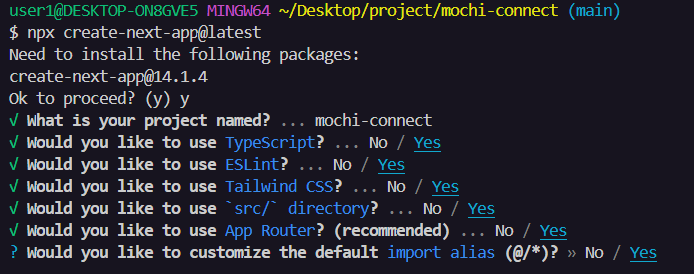 user1@DESKTOP-ON8GVE5 MINGW64 ~/Desktop/project/mochi-connect (main)
$ npx create-next-app@latest
Need to install the following packages:
create-next-app@14.1.4
Ok to proceed? (y) y
√ What is your project named? ... mochi-connect
√ Would you like to use TypeScript? ... No / Yes
√ Would you like to use ESLint? ... No / Yes
√ Would you like to use Tailwind CSS? ... No / Yes
√ Would you like to use `src/` directory? ... No / Yes
√ Would you like to use App Router? (recommended) ... No / Yes
? Would you like to customize the default import alias (@/*)? » No / Yes